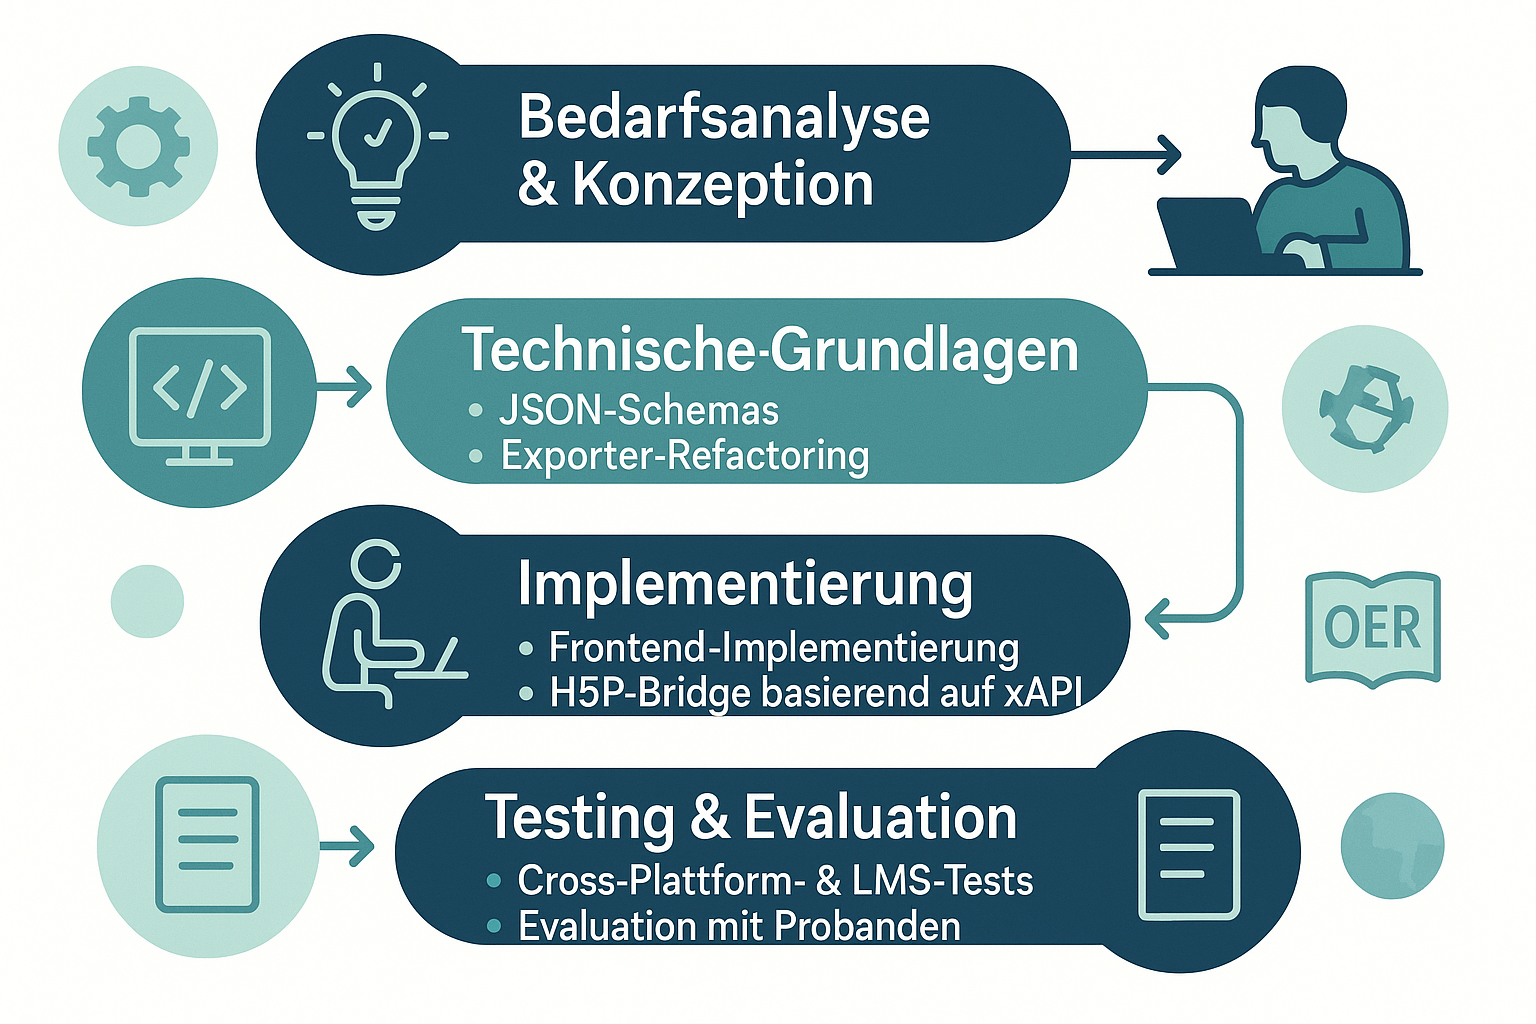 Bedarfsanalyse
& Konzeption
</>
Technische-Grundlagen
• JSON-Schemas
• Exporter-Refactoring
Implementierung
• Frontend-Implementierung
• H5P-Bridge basierend auf xAPI
OER
Testing & Evaluation
• Cross-Plattform- & LMS-Tests
• Evaluation mit Probanden